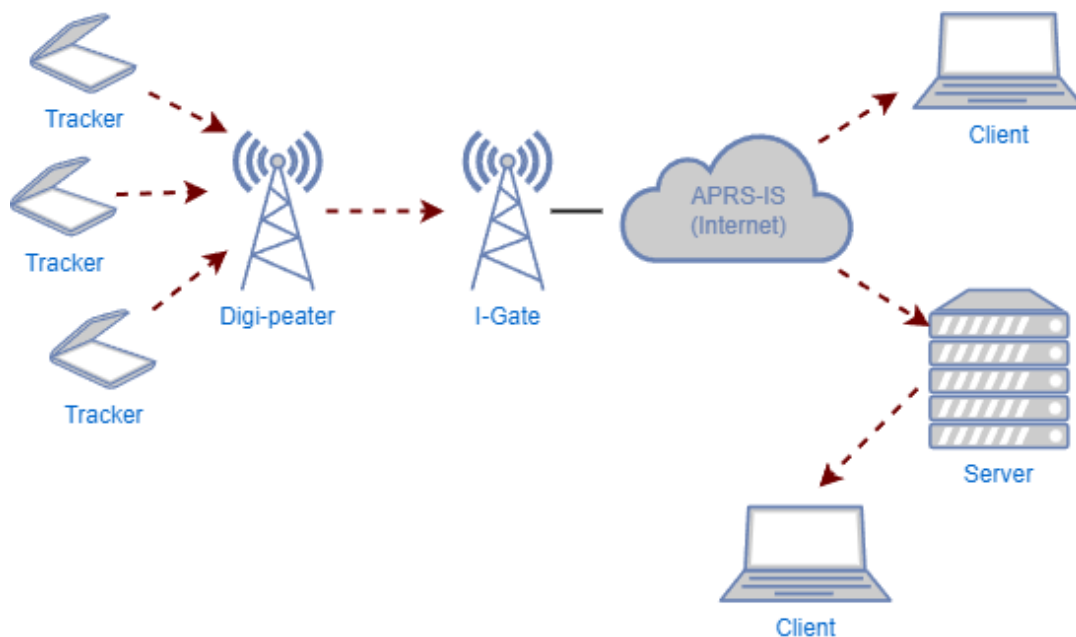 Tracker
Tracker
Tracker
Digi-peater
I-Gate
APRS-IS
(Internet)
Client
Server
Client